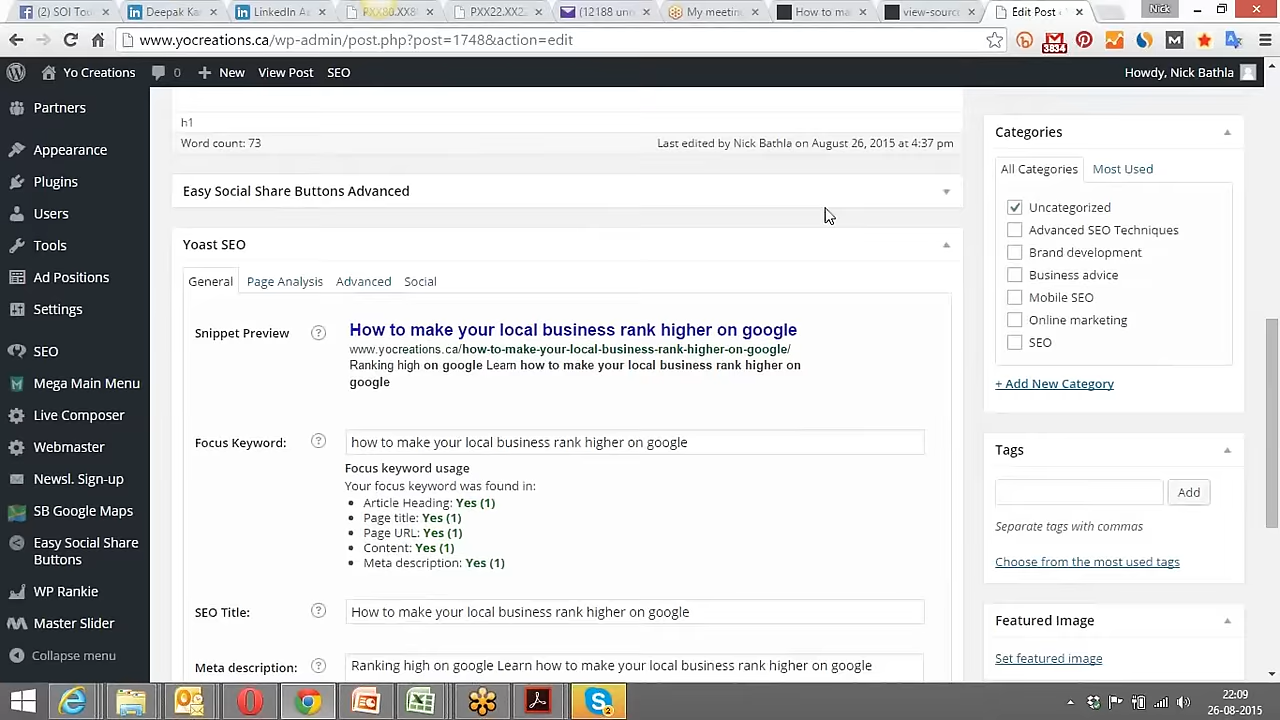 (2) SOI Tou
Deepak Ka
LinkedIn A
PXX80.XX8
PXX22.XX2
(12188 un
My meeti
How to ma
view-sourc
Edit Post
Nick
www.yocreations.ca/wp-admin/post.php?post=1748&action=edit
3834
Yo Creations
0
New
View Post
SEO
Howdy, Nick Bathla
Partners
Appearance
Plugins
Users
Tools
Ad Positions
Settings
SEO
Mega Main Menu
Live Composer
Webmaster
Newsl. Sign-up
SB Google Maps
Easy Social Share
Buttons
WP Rankie
Master Slider
Collapse menu
h1
Word count: 73
Last edited by Nick Bathla on August 26, 2015 at 4:37 pm
Easy Social Share Buttons Advanced
Yoast SEO
General
Page Analysis
Advanced
Social
Snippet Preview
?
How to make your local business rank higher on google
www.yocreations.ca/how-to-make-your-local-business-rank-higher-on-google/
Ranking high on google Learn how to make your local business rank higher on
google
Focus Keyword:
?
how to make your local business rank higher on google
Focus keyword usage
Your focus keyword was found in:
• Article Heading: Yes (1)
• Page title: Yes (1)
• Page URL: Yes (1)
• Content: Yes (1)
• Meta description: Yes (1)
SEO Title:
?
How to make your local business rank higher on google
Meta description:
?
Ranking high on google Learn how to make your local business rank higher on google
Categories
All Categories
Most Used
Uncategorized
Advanced SEO Techniques
Brand development
Business advice
Mobile SEO
Online marketing
SEO
+ Add New Category
Tags
Add
Separate tags with commas
Choose from the most used tags
Featured Image
Set featured image
22:09
26-08-2015